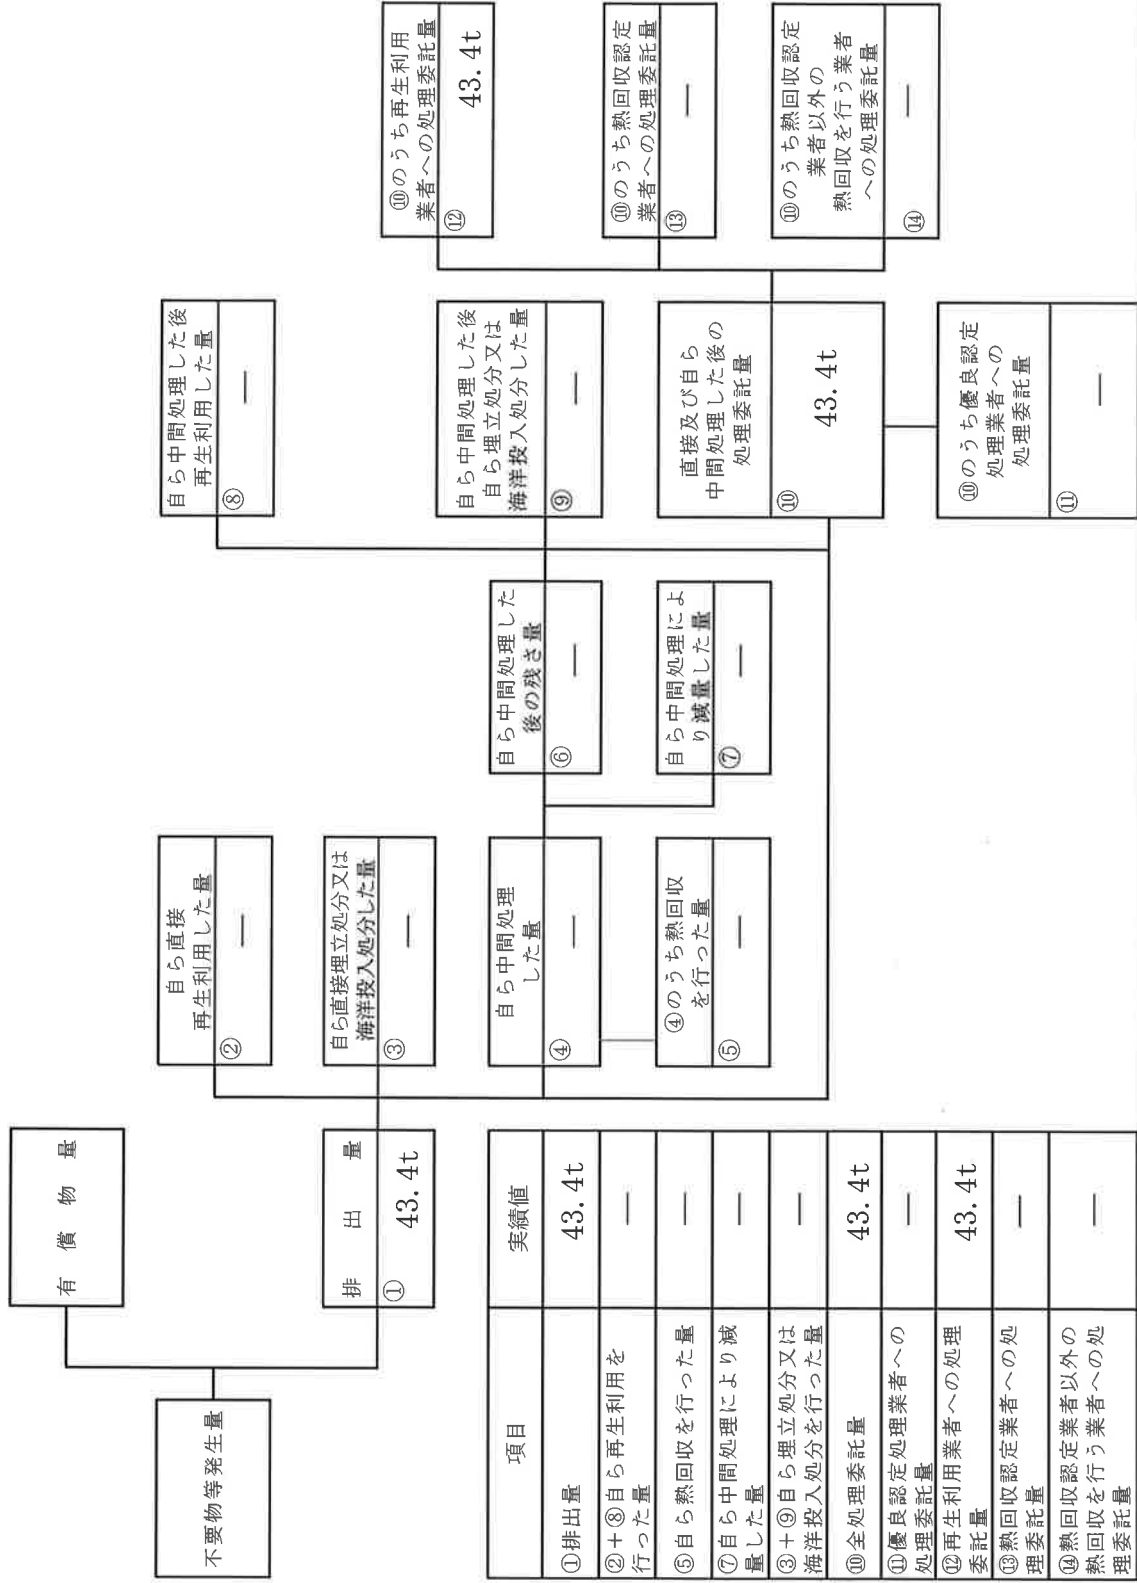 不要物等発生量
有償物量
排出量
①
43.4t
自ら直接
再生利用した量
②
—
自ら直接埋立処分又は
海洋投入処分した量
③
—
自ら中間処理
した量
④
—
④のうち熱回収
を行った量
⑤
—
自ら中間処理した
後の残さ量
⑥
—
自ら中間処理によ
り減量した量
⑦
—
自ら中間処理した後
再生利用した量
⑧
—
自ら中間処理した後
自ら埋立処分又は
海洋投入処分した量
⑨
—
直接及び自ら
中間処理した後の
処理委託量
⑩
43.4t
⑩のうち優良認定
処理業者への
処理委託量
⑪
—
⑩のうち再生利用
業者への処理委託量
⑫
43.4t
⑩のうち熱回収認定
業者への処理委託量
⑬
—
⑩のうち熱回収認定
業者以外の
熱回収を行う業者
への処理委託量
⑭
—
項目 実績値
①排出量 43.4t
②+⑧自ら再生利用を
行った量 —
⑤自ら熱回収を行った量 —
⑦自ら中間処理により減
量した量 —
③+⑨自ら埋立処分又は
海洋投入処分を行った量 —
⑩全処理委託量 43.4t
⑪優良認定処理業者への
処理委託量 —
⑫再生利用業者への処理
委託量 43.4t
⑬熱回収認定業者への処
理委託量 —
⑭熱回収認定業者以外の
熱回収を行う業者への処
理委託量 —